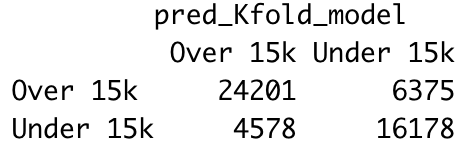 pred_Kfold_model
Over 15k Under 15k
Over 15k 24201 6375
Under 15k 4578 16178